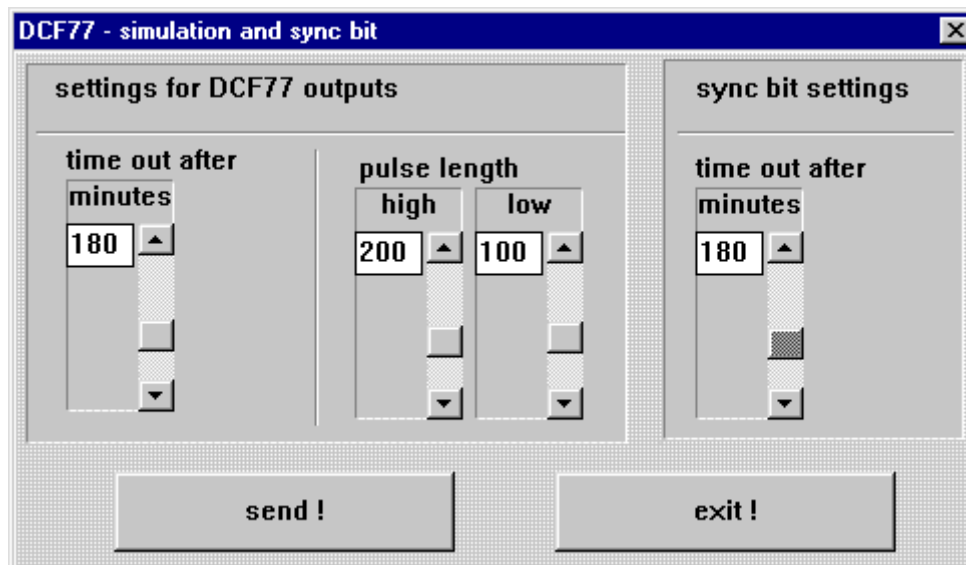 DCF77 - simulation and sync bit
settings for DCF77 outputs
time out after
minutes
180
pulse length
high low
200 100
sync bit settings
time out after
minutes
180
send !
exit !